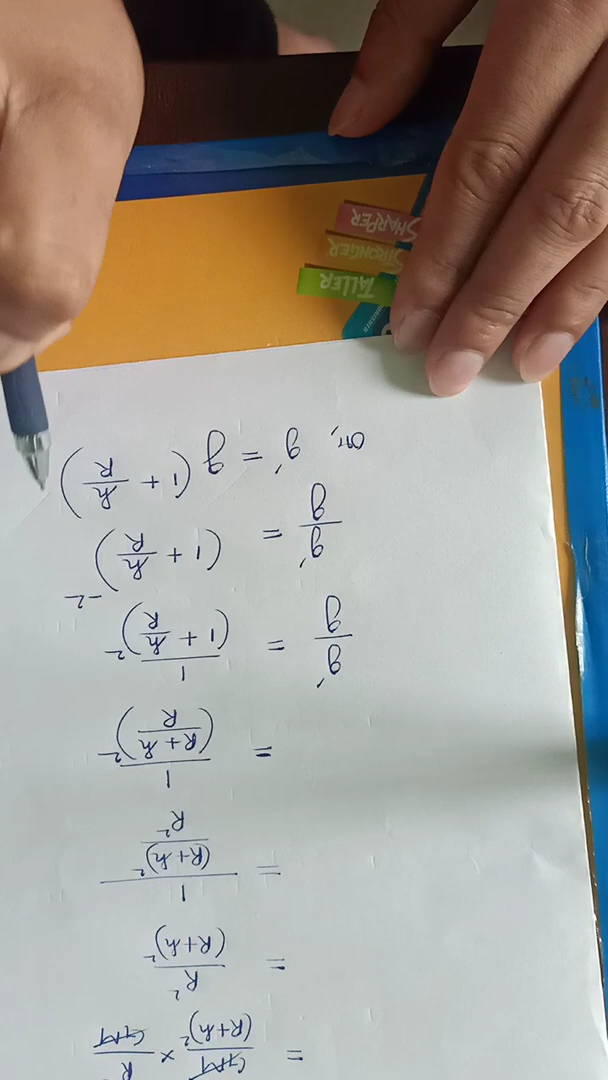 = GM/(R+h)² × R/GM
= R²/(R+h)²
= 1/((R+h)²/R²)
= 1/((R+h)/R)²
g'/g = 1/(1 + h/R)²
g'/g = (1 + h/R)⁻²
or, g' = g (1 + h/R)
TALLER
STRONGER
SHARPER